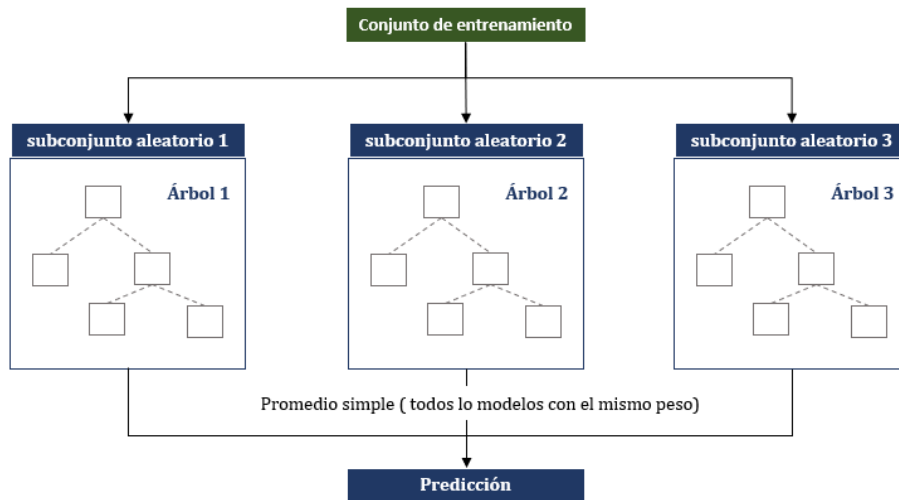 Conjunto de entrenamiento
subconjunto aleatorio 1
subconjunto aleatorio 2
subconjunto aleatorio 3
Árbol 1
Árbol 2
Árbol 3
Promedio simple ( todos lo modelos con el mismo peso)
Predicción